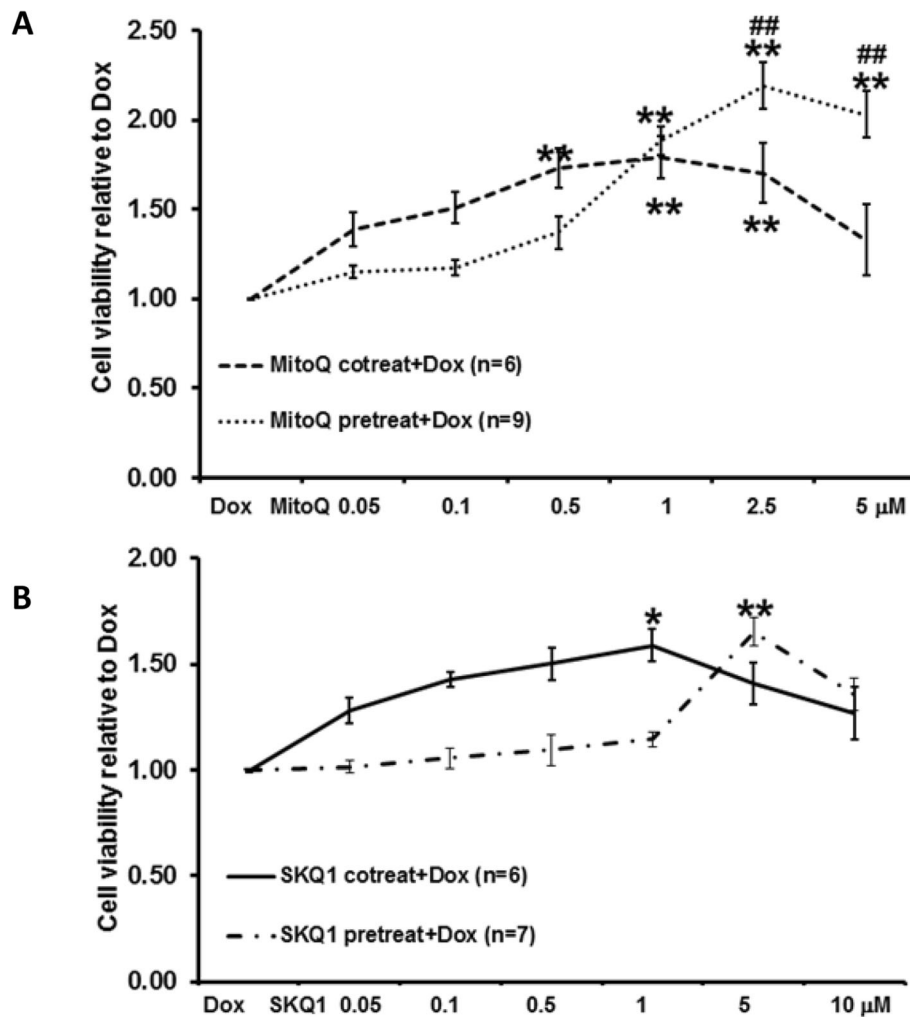 A
Cell viability relative to Dox
2.50
2.00
1.50
1.00
0.50
0.00
##
**
##
**
**
**
**
**
MitoQ cotreat+Dox (n=6)
MitoQ pretreat+Dox (n=9)
Dox MitoQ 0.05 0.1 0.5 1 2.5 5 μM
B
Cell viability relative to Dox
2.00
1.50
1.00
0.50
0.00
*
**
SKQ1 cotreat+Dox (n=6)
SKQ1 pretreat+Dox (n=7)
Dox SKQ1 0.05 0.1 0.5 1 5 10 μM